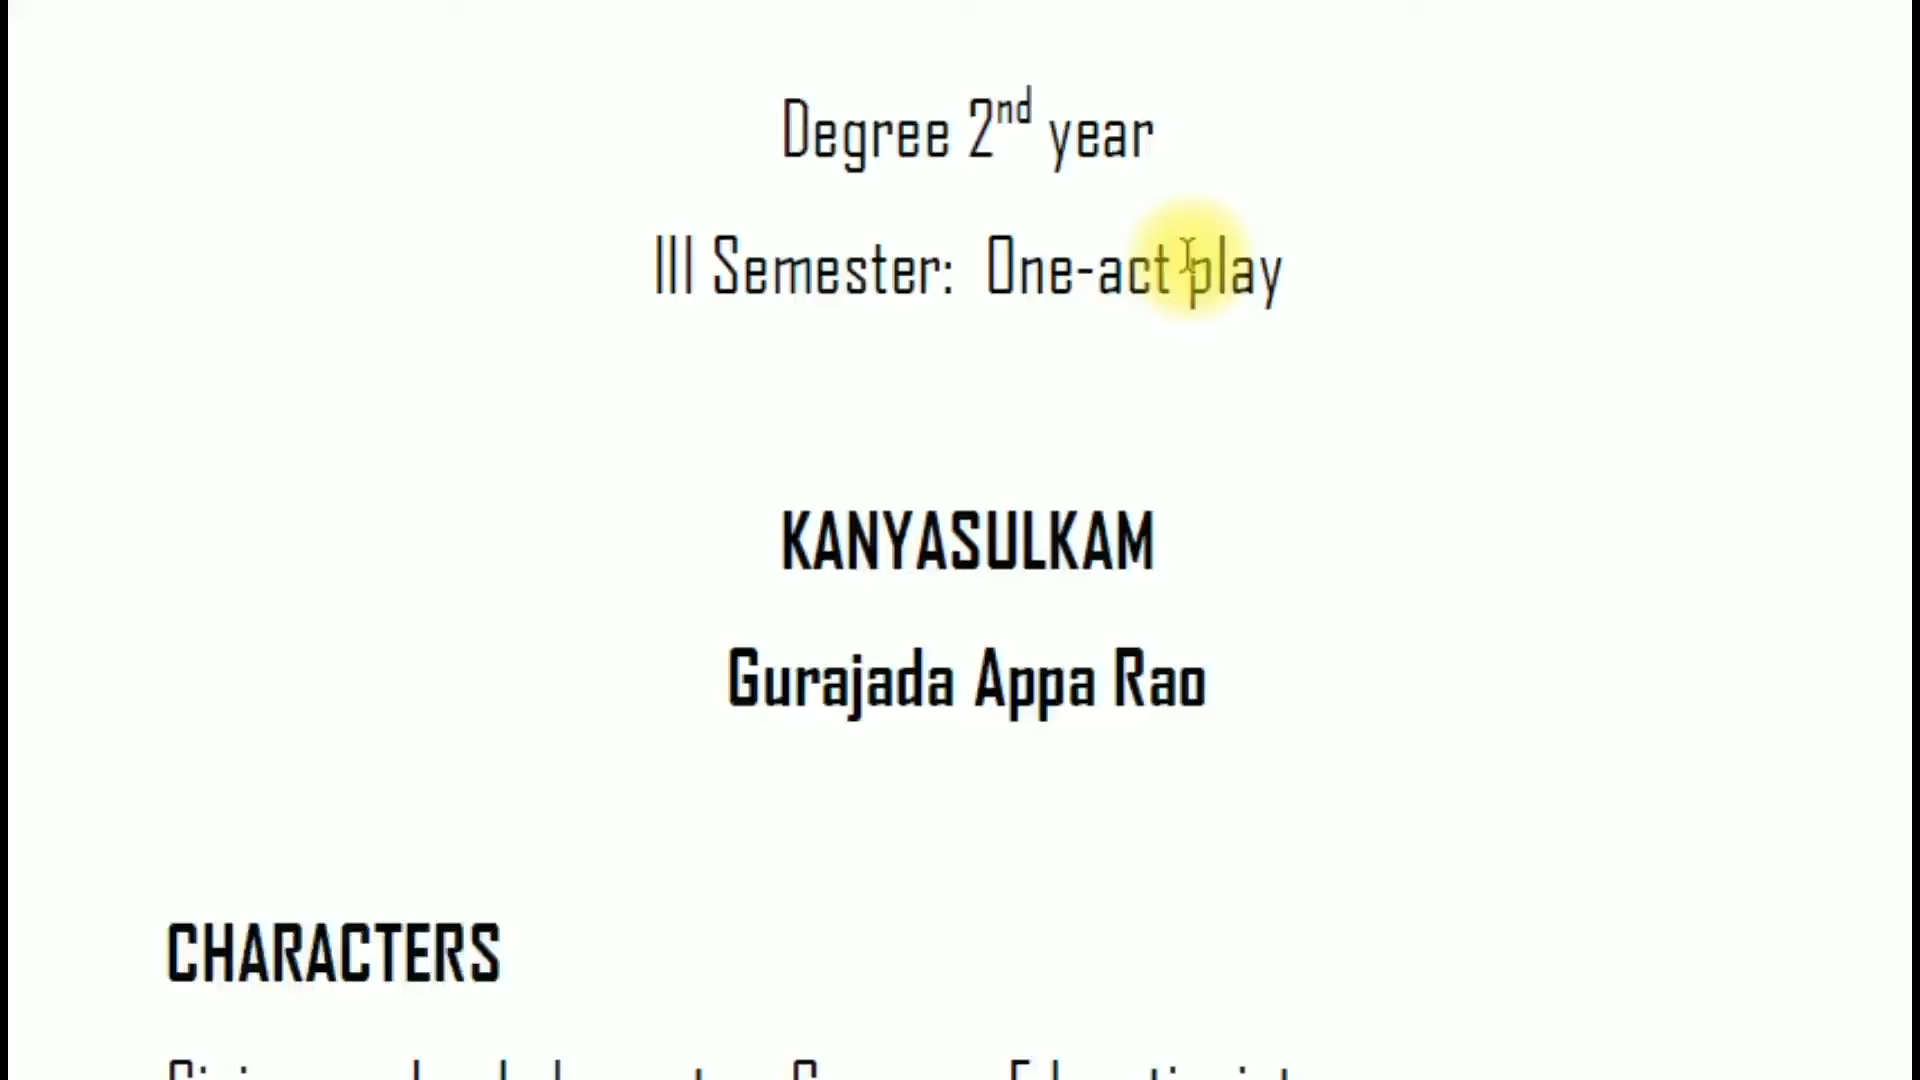 Degree 2nd year
III Semester: One-act play
KANYASULKAM
Gurajada Appa Rao
CHARACTERS